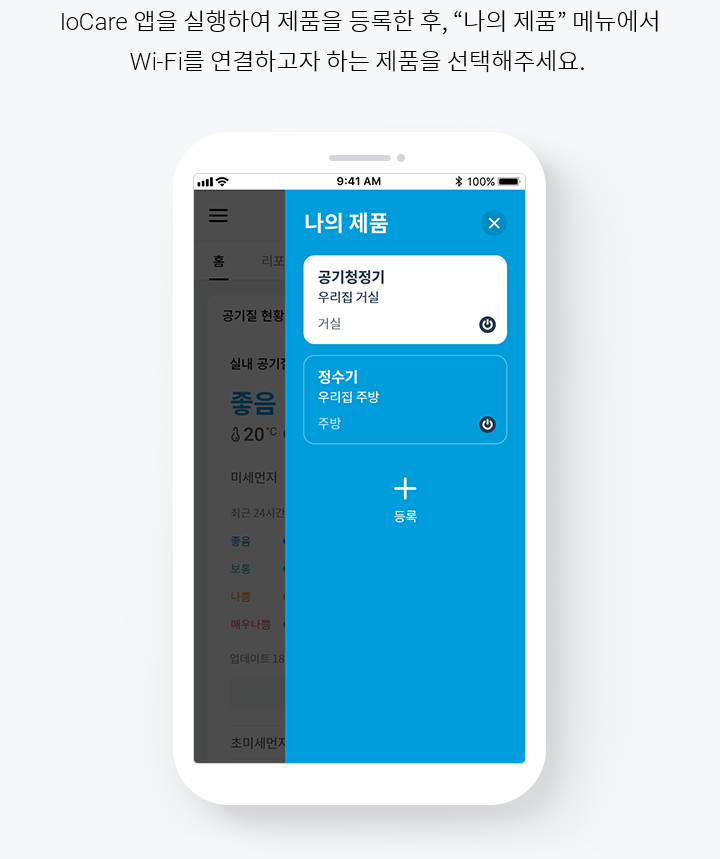 IoCare 앱을 실행하여 제품을 등록한 후, “나의 제품” 메뉴에서
Wi-Fi를 연결하고자 하는 제품을 선택해주세요.
9:41 AM
100%
나의 제품
홈
리포
공기청정기
우리집 거실
거실
공기질 현황
실내 공기질
정수기
우리집 주방
주방
좋음
20°C
미세먼지
등록
최근 24시간
좋음
보통
나쁨
매우나쁨
업데이트 18
초미세먼지